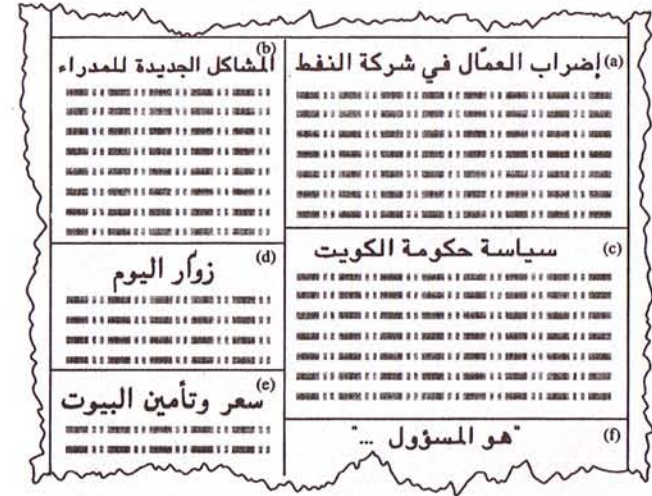 (a) إضراب العمّال في شركة النفط
(b) المشاكل الجديدة للمدراء
(c) سياسة حكومة الكويت
(d) زوّار اليوم
(e) سعر وتأمين البيوت
(f) "هو المسؤول ..."